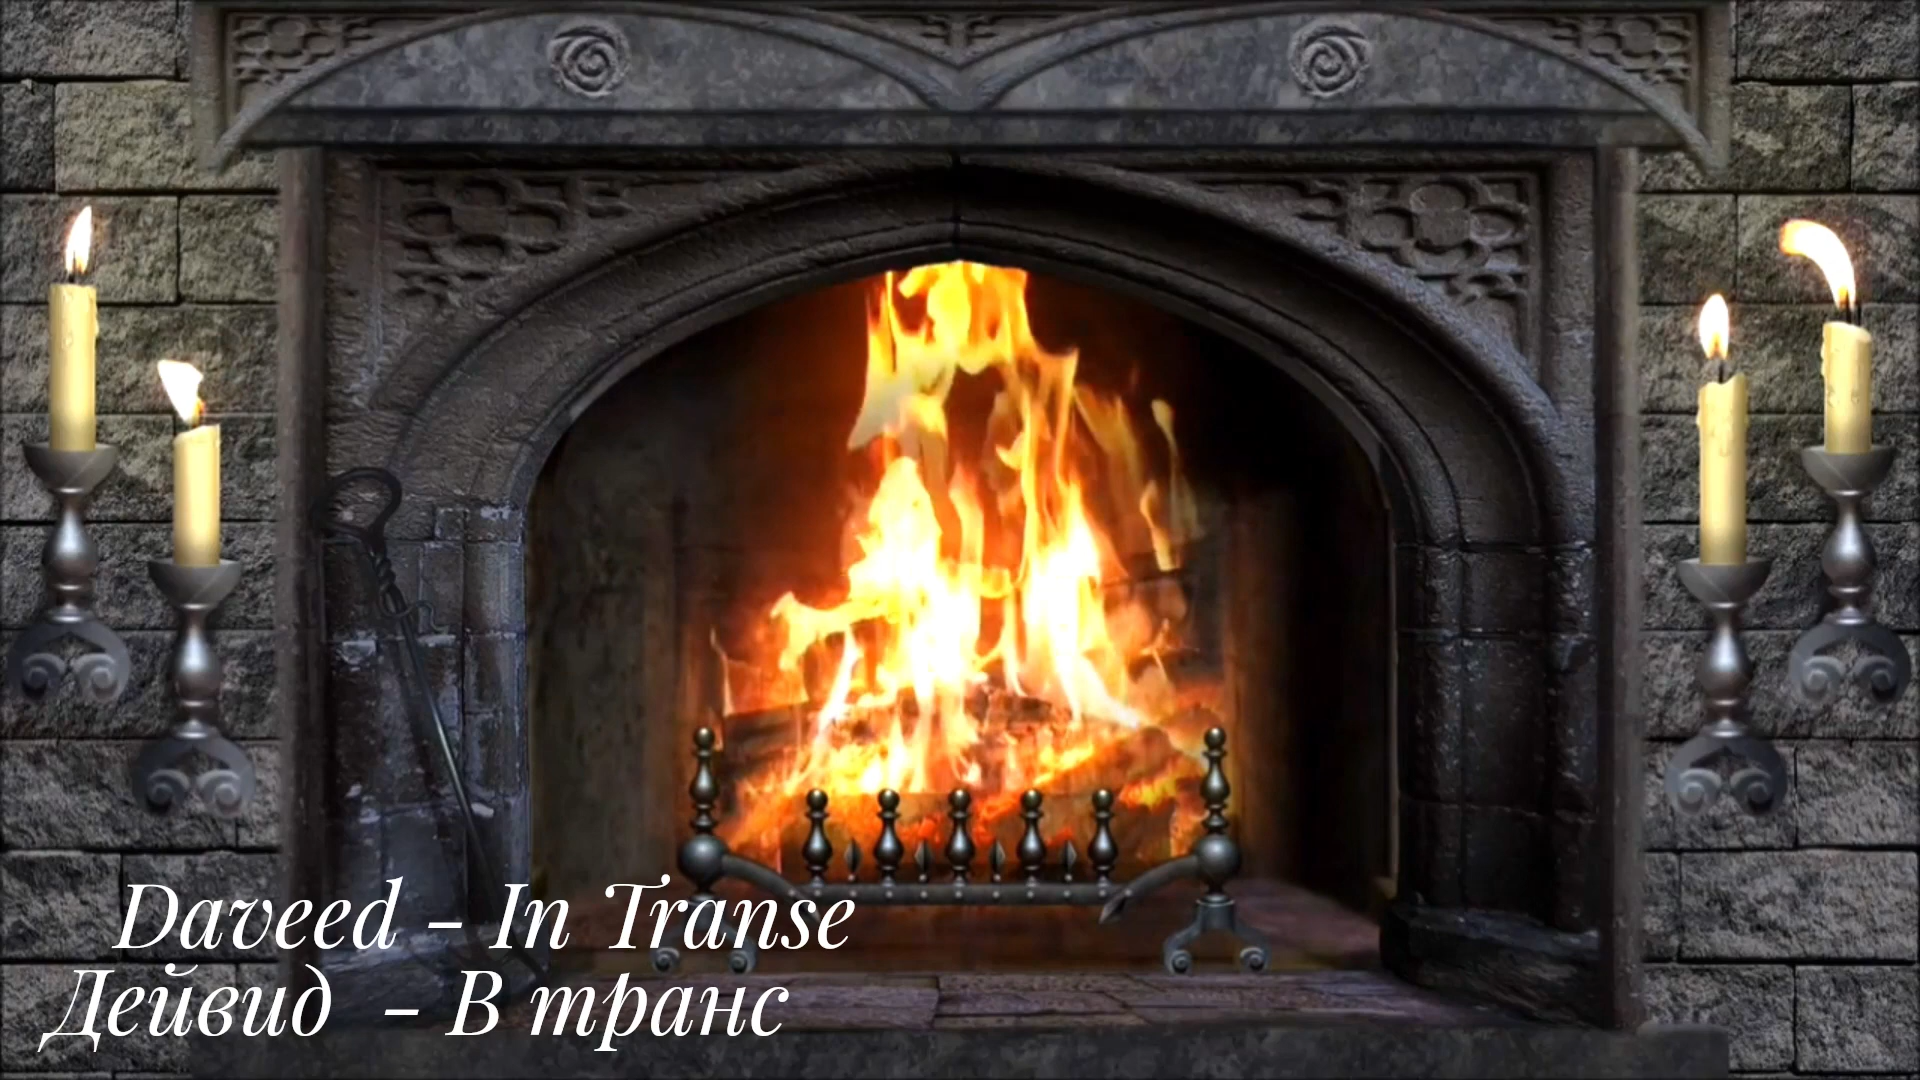 Daveed – In Transe
Дейвид – В транс